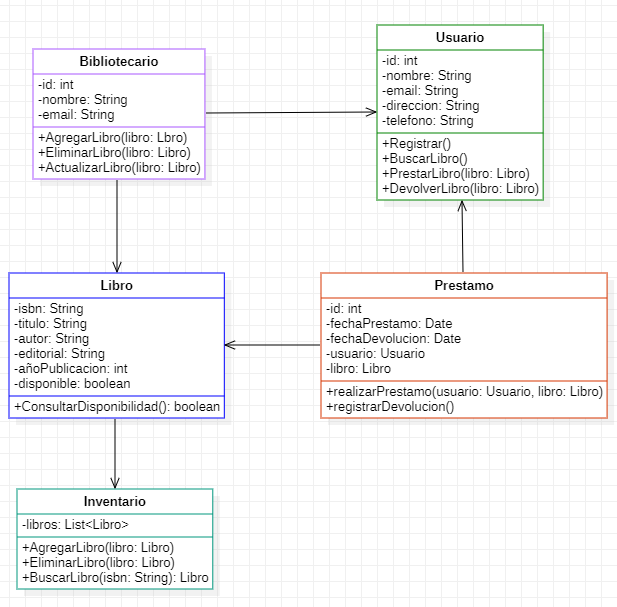 Bibliotecario
-id: int
-nombre: String
-email: String
+AgregarLibro(libro: Lbro)
+EliminarLibro(libro: Libro)
+ActualizarLibro(libro: Libro)
Usuario
-id: int
-nombre: String
-email: String
-direccion: String
-telefono: String
+Registrar()
+BuscarLibro()
+PrestarLibro(libro: Libro)
+DevolverLibro(libro: Libro)
Libro
-isbn: String
-titulo: String
-autor: String
-editorial: String
-añoPublicacion: int
-disponible: boolean
+ConsultarDisponibilidad(): boolean
Prestamo
-id: int
-fechaPrestamo: Date
-fechaDevolucion: Date
-usuario: Usuario
-libro: Libro
+realizarPrestamo(usuario: Usuario, libro: Libro)
+registrarDevolucion()
Inventario
-libros: List<Libro>
+AgregarLibro(libro: Libro)
+EliminarLibro(libro: Libro)
+BuscarLibro(isbn: String): Libro